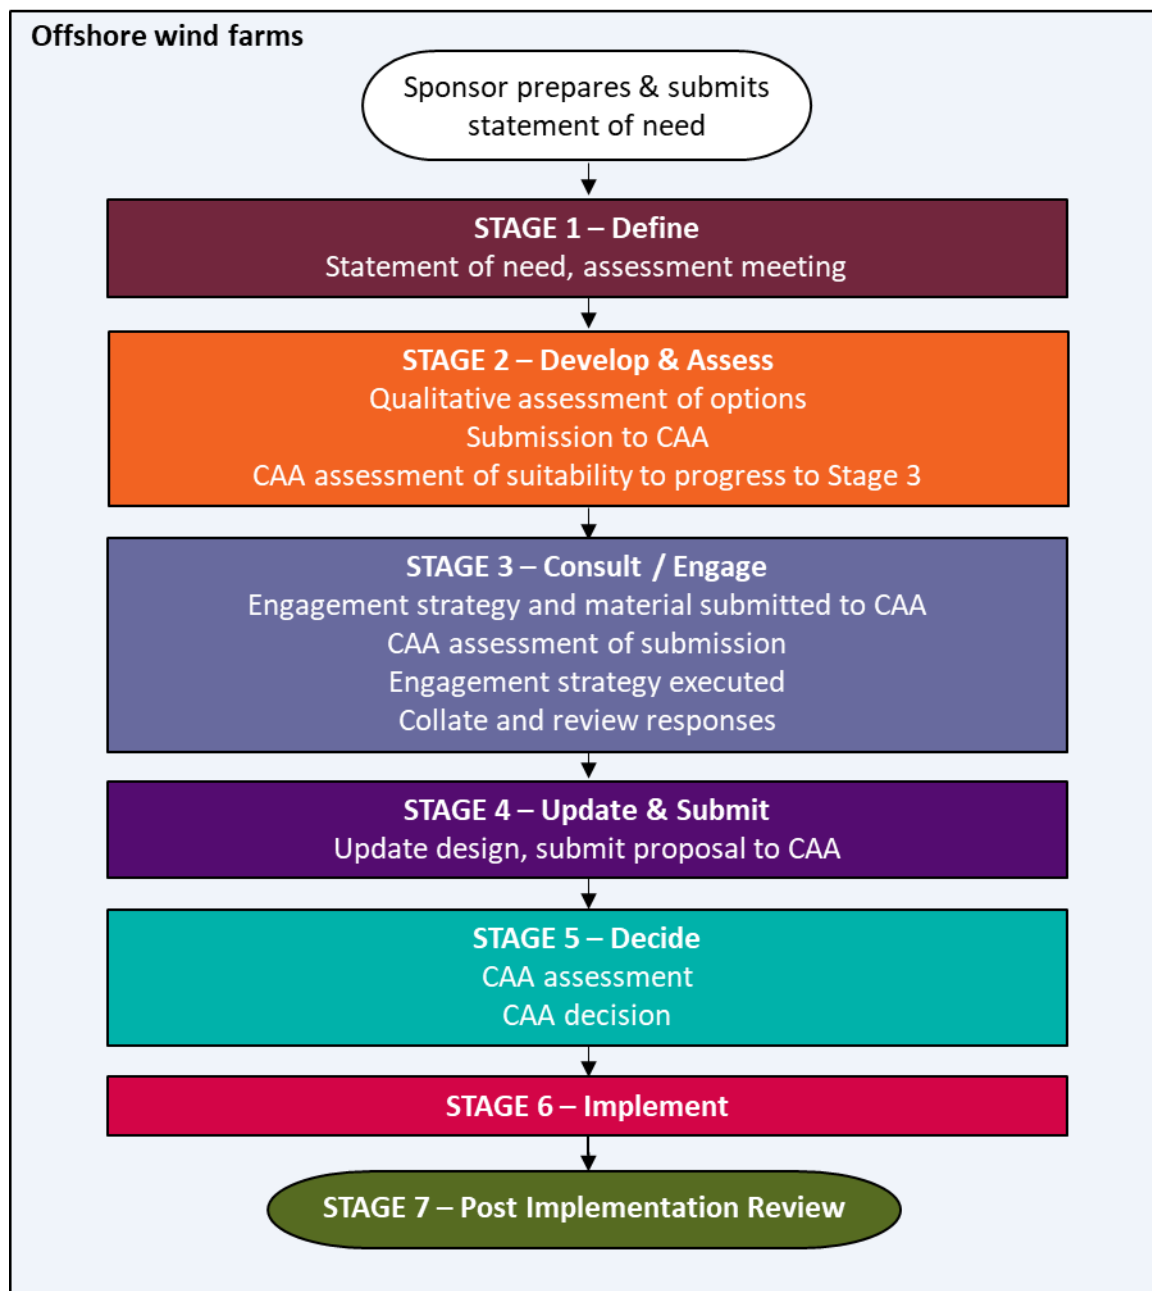 Offshore wind farms
Sponsor prepares & submits
statement of need
STAGE 1 – Define
Statement of need, assessment meeting
STAGE 2 – Develop & Assess
Qualitative assessment of options
Submission to CAA
CAA assessment of suitability to progress to Stage 3
STAGE 3 – Consult / Engage
Engagement strategy and material submitted to CAA
CAA assessment of submission
Engagement strategy executed
Collate and review responses
STAGE 4 – Update & Submit
Update design, submit proposal to CAA
STAGE 5 – Decide
CAA assessment
CAA decision
STAGE 6 – Implement
STAGE 7 – Post Implementation Review